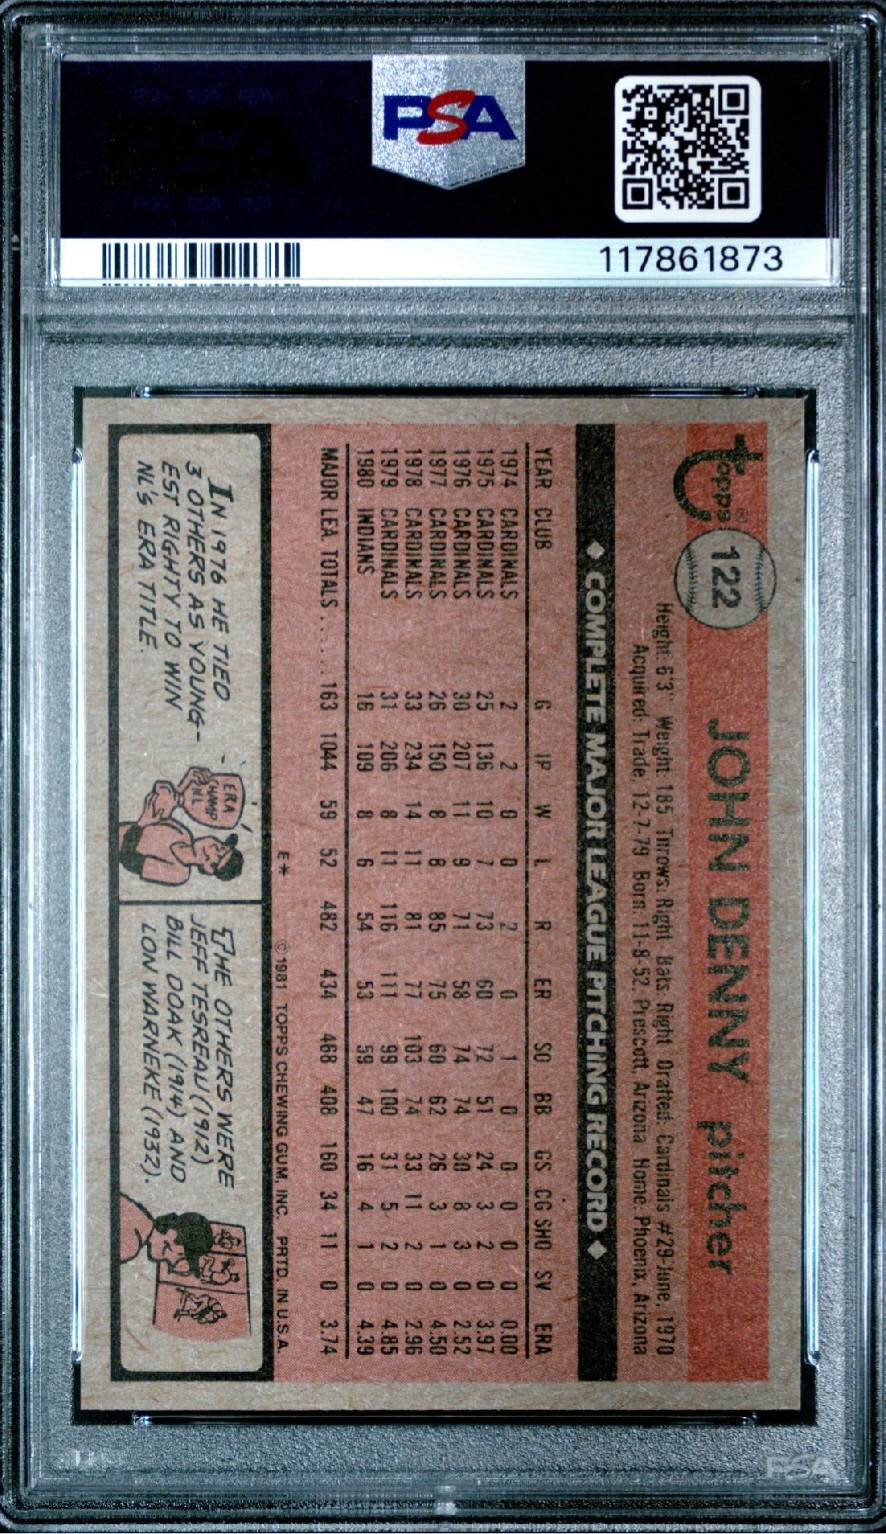 PSA
117861873
topps®
122
JOHN DENNY pitcher
Height: 6'3" Weight: 185 Throws: Right Bats: Right Drafted: Cardinals #29-June, 1970
Acquired: Trade, 12-7-79 Born: 11-8-52, Prescott, Arizona Home: Phoenix, Arizona
◆ COMPLETE MAJOR LEAGUE PITCHING RECORD ◆
YEAR CLUB G IP W L R ER SO BB GS CG SHO SV ERA
1974 CARDINALS 2 2 0 0 2 0 1 0 0 0 0 0 0.00
1975 CARDINALS 25 136 10 7 73 60 72 51 24 3 2 0 3.97
1976 CARDINALS 30 207 11 9 71 58 74 74 30 8 3 0 2.52
1977 CARDINALS 26 150 8 8 85 75 60 62 26 3 1 0 4.50
1978 CARDINALS 33 234 14 11 81 77 103 74 33 11 2 0 2.96
1979 CARDINALS 31 206 8 11 116 111 99 100 31 5 2 0 4.85
1980 INDIANS 16 109 8 6 54 53 59 47 16 4 1 0 4.39
MAJOR LEA. TOTALS...... 163 1044 59 52 482 434 468 408 160 34 11 0 3.74
E* © 1981 TOPPS CHEWING GUM, INC. PRTD. IN U.S.A.
IN 1976 HE TIED
3 OTHERS AS YOUNG-
EST RIGHTY TO WIN
NL'S ERA TITLE.
ERA
CHAMP
NL
THE OTHERS WERE
JEFF TESREAU (1912)
BILL DOAK (1914) AND
LON WARNEKE (1932).
PSA